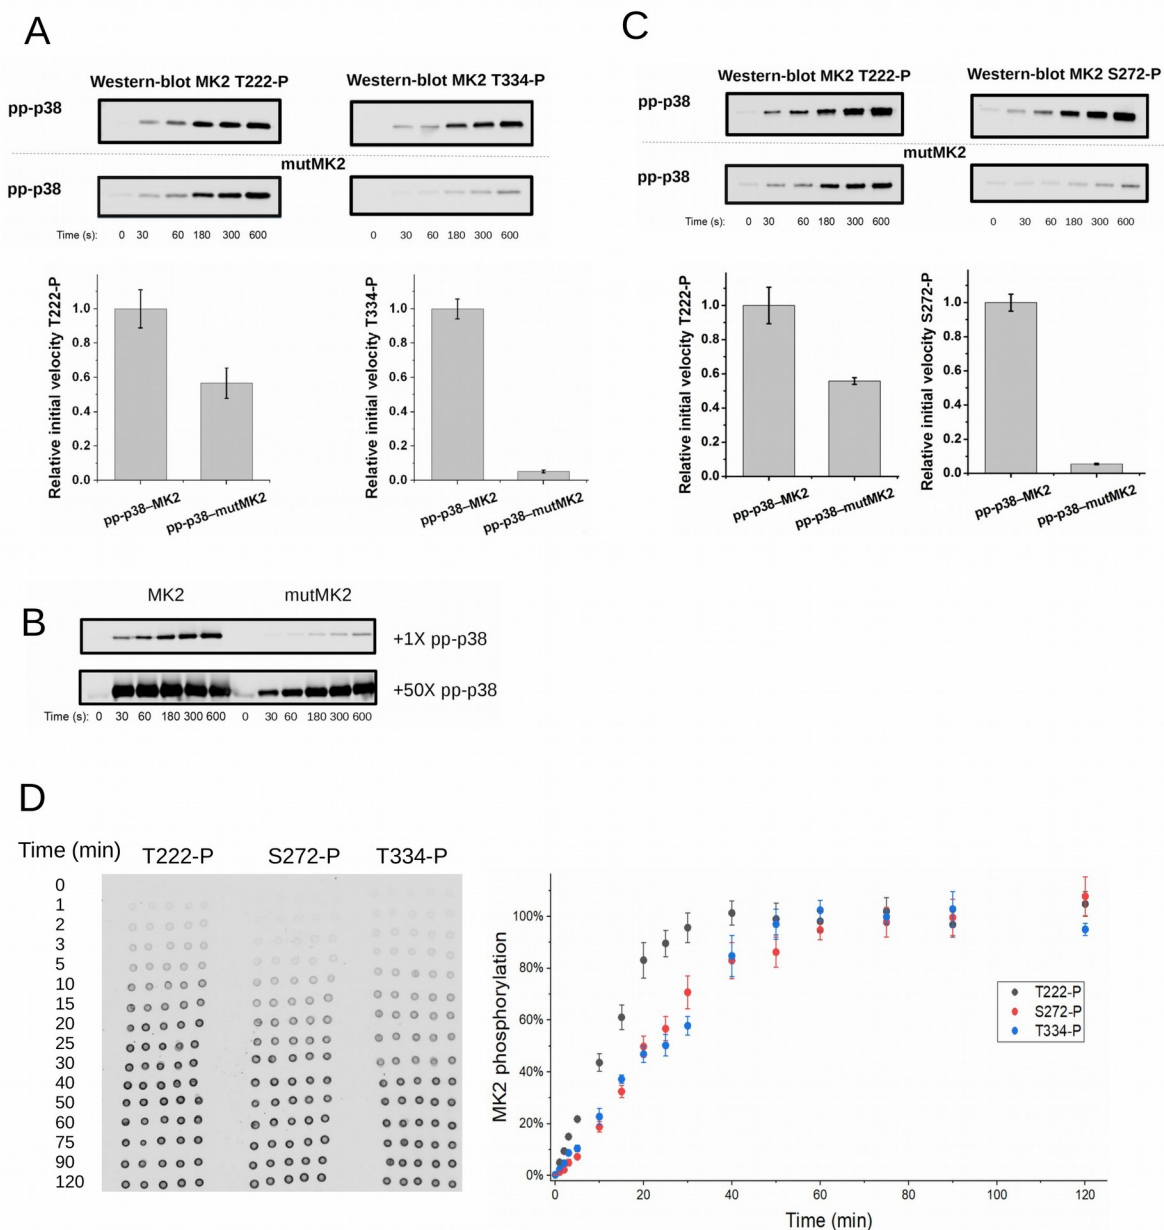 A
Western-blot MK2 T222-P
Western-blot MK2 T334-P
pp-p38
mutMK2
pp-p38
Time (s): 0 30 60 180 300 600
0 30 60 180 300 600
Relative initial velocity T222-P
1.0
0.8
0.6
0.4
0.2
0.0
pp-p38–MK2
pp-p38–mutMK2
Relative initial velocity T334-P
1.0
0.8
0.6
0.4
0.2
0.0
pp-p38–MK2
pp-p38–mutMK2
C
Western-blot MK2 T222-P
Western-blot MK2 S272-P
pp-p38
mutMK2
pp-p38
Time (s): 0 30 60 180 300 600
0 30 60 180 300 600
Relative initial velocity T222-P
1.0
0.8
0.6
0.4
0.2
0.0
pp-p38–MK2
pp-p38–mutMK2
Relative initial velocity S272-P
1.0
0.8
0.6
0.4
0.2
0.0
pp-p38–MK2
pp-p38–mutMK2
B
MK2 mutMK2
+1X pp-p38
+50X pp-p38
Time (s): 0 30 60 180 300 600 0 30 60 180 300 600
D
Time (min) T222-P S272-P T334-P
0
1
2
3
5
10
15
20
25
30
40
50
60
75
90
120
MK2 phosphorylation
100%
80%
60%
40%
20%
0%
T222-P
S272-P
T334-P
0 20 40 60 80 100 120
Time (min)